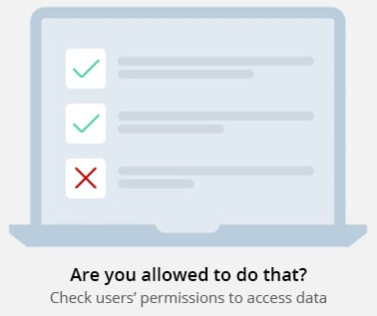 Are you allowed to do that?
Check users’ permissions to access data